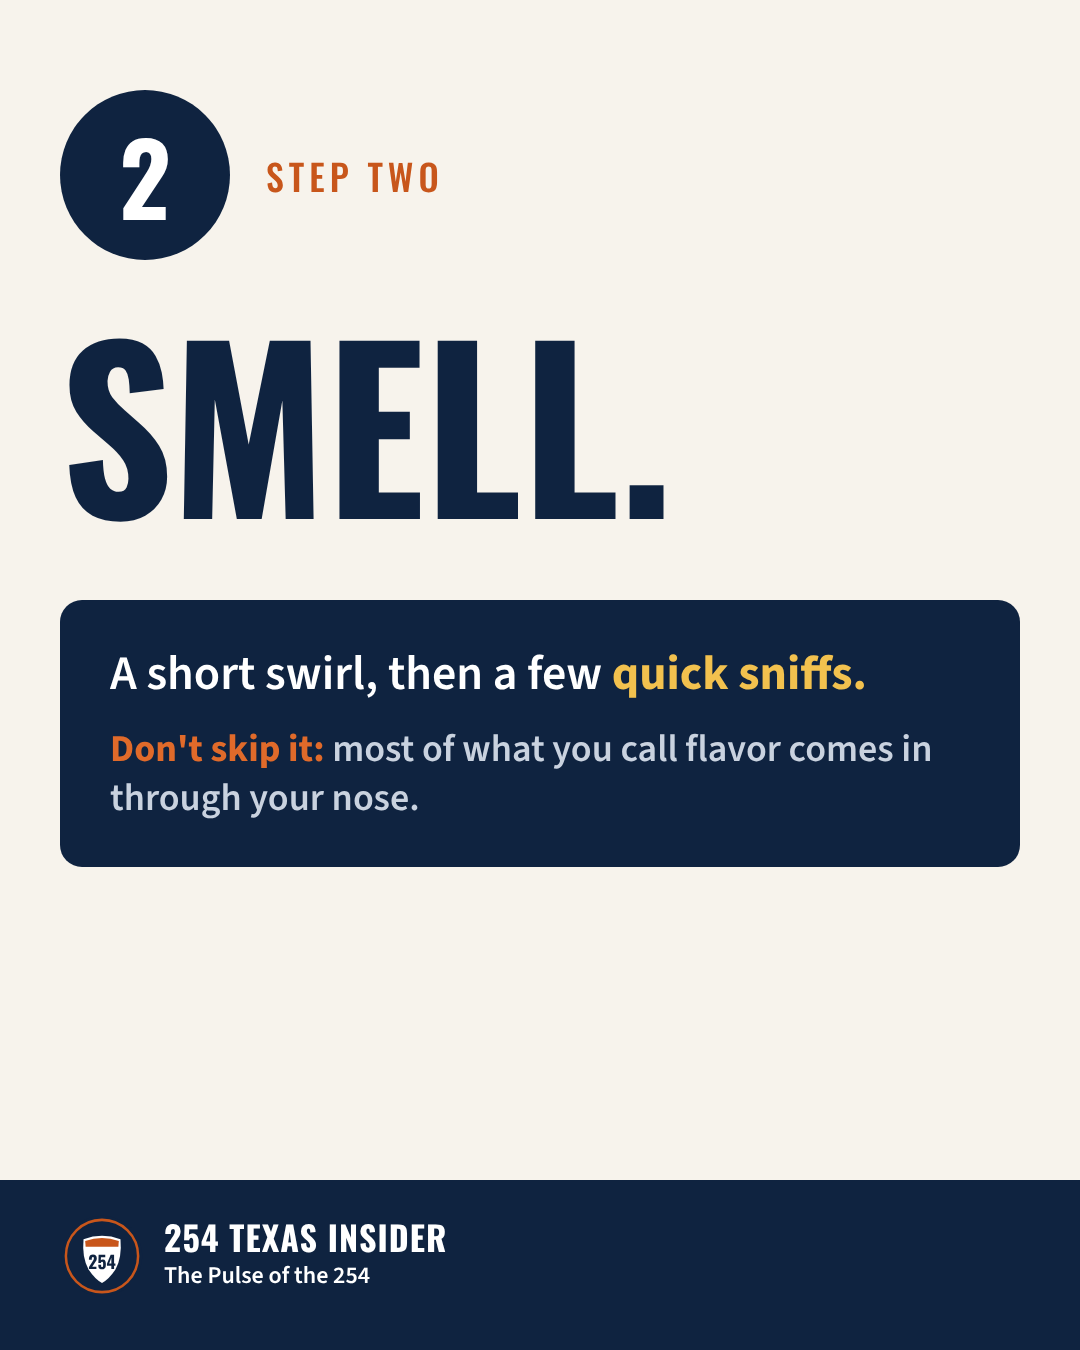 2
STEP TWO
SMELL.
A short swirl, then a few quick sniffs.
Don't skip it: most of what you call flavor comes in
through your nose.
254
254 TEXAS INSIDER
The Pulse of the 254